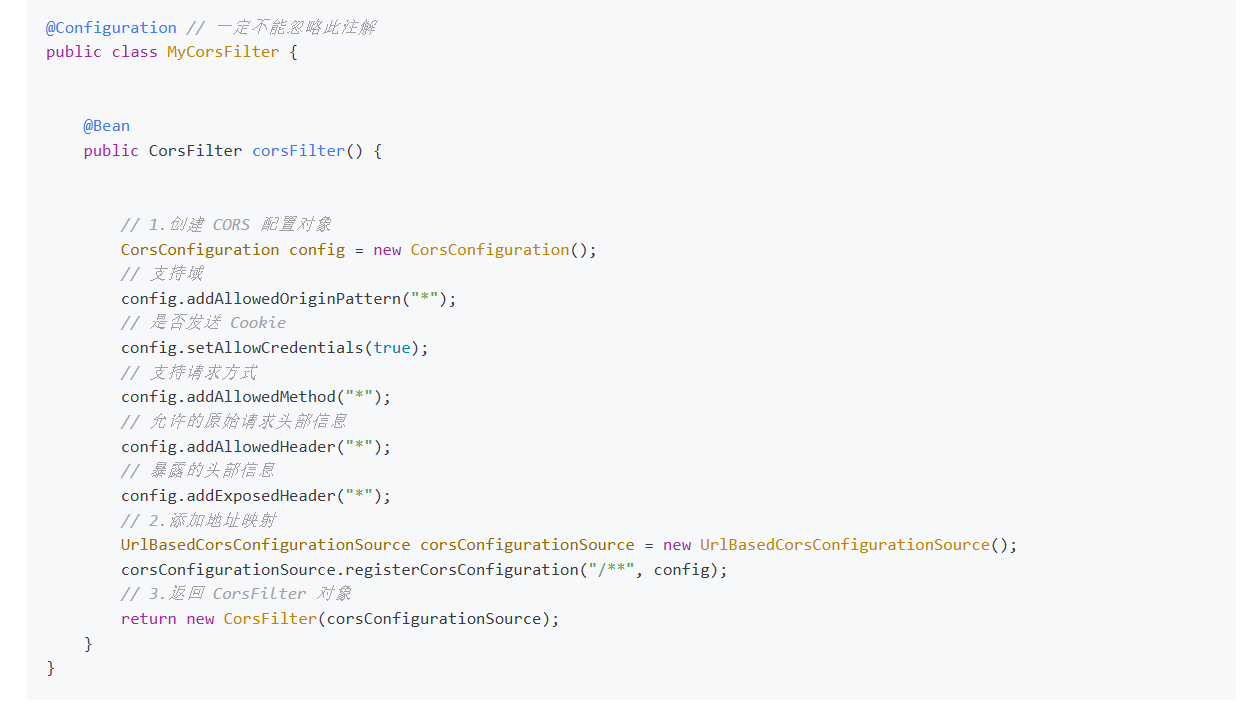 @Configuration // 一定不能忽略此注解
public class MyCorsFilter {
@Bean
public CorsFilter corsFilter() {
// 1.创建 CORS 配置对象
CorsConfiguration config = new CorsConfiguration();
// 支持域
config.addAllowedOriginPattern("*");
// 是否发送 Cookie
config.setAllowCredentials(true);
// 支持请求方式
config.addAllowedMethod("*");
// 允许的原始请求头部信息
config.addAllowedHeader("*");
// 暴露的头部信息
config.addExposedHeader("*");
// 2.添加地址映射
UrlBasedCorsConfigurationSource corsConfigurationSource = new UrlBasedCorsConfigurationSource();
corsConfigurationSource.registerCorsConfiguration("/**", config);
// 3.返回 CorsFilter 对象
return new CorsFilter(corsConfigurationSource);
}
}